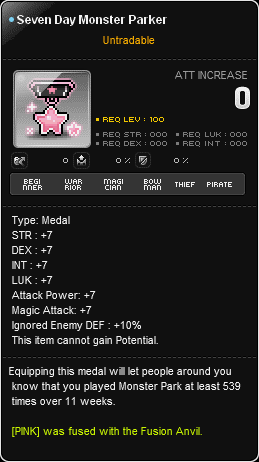 Seven Day Monster Parker
Untradable
ATT INCREASE
0
REQ LEV : 100
REQ STR : 000 REQ LUK : 000
REQ DEX : 000 REQ INT : 000
0 0 % 0 %
BEGINNER WARRIOR MAGICIAN BOWMAN THIEF PIRATE
Type: Medal
STR : +7
DEX : +7
INT : +7
LUK : +7
Attack Power: +7
Magic Attack: +7
Ignored Enemy DEF : +10%
This item cannot gain Potential.
Equipping this medal will let people around you
know that you played Monster Park at least 539
times over 11 weeks.
[PINK] was fused with the Fusion Anvil.